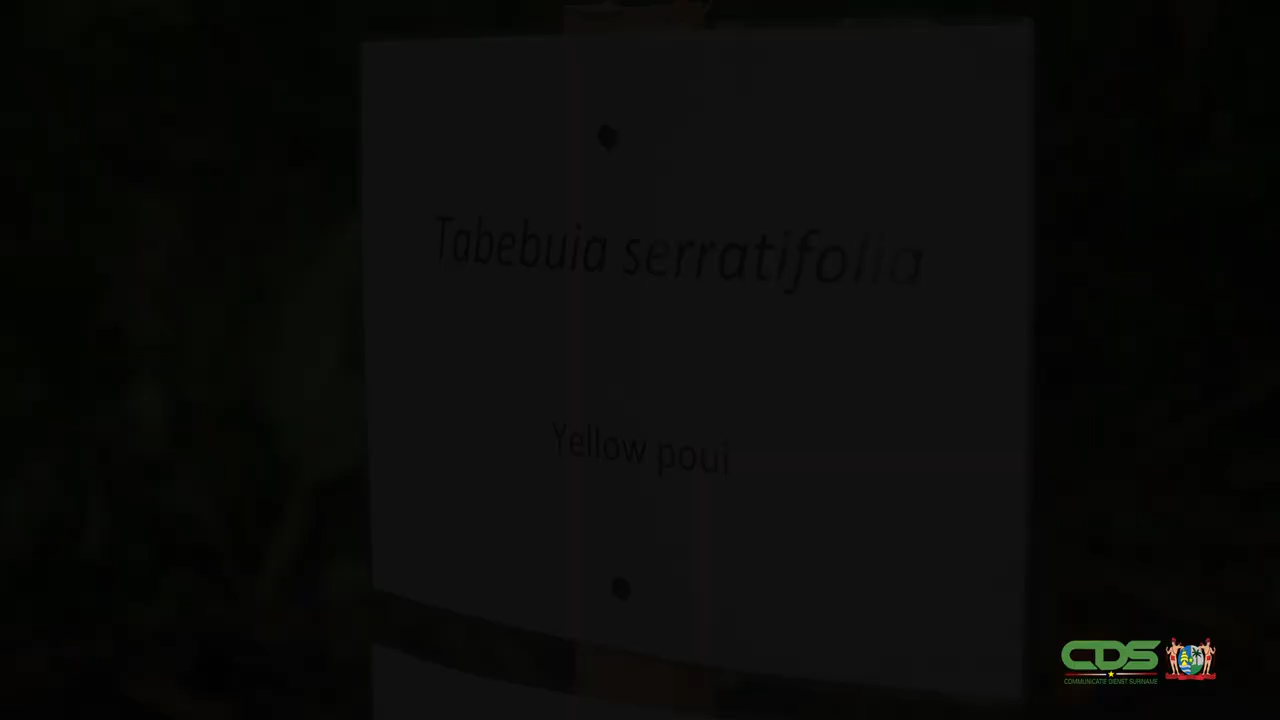 Tabebuia serratifolia
Yellow poui
CDS
COMMUNICATIE DIENST SURINAME